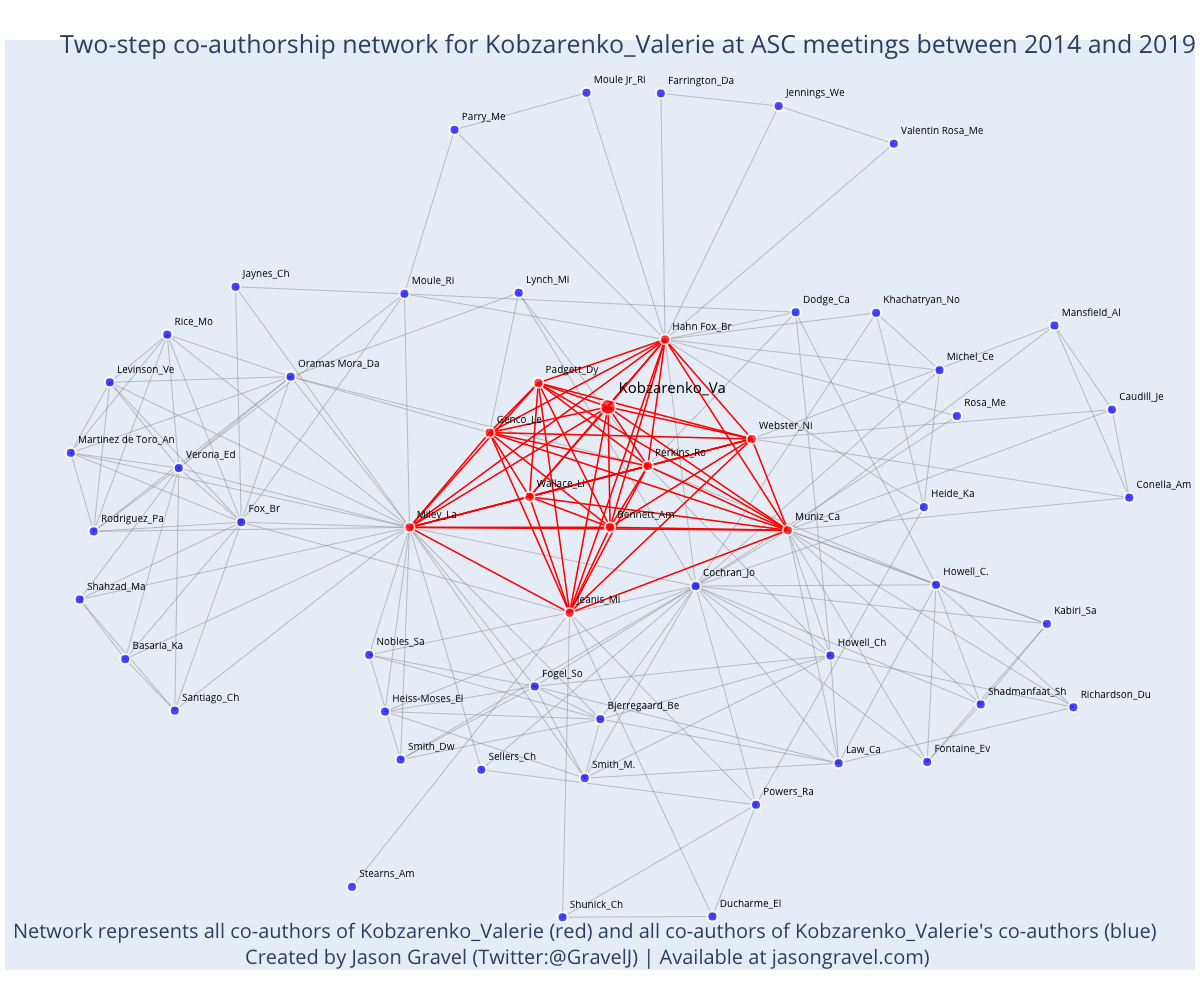 Two-step co-authorship network for Kobzarenko_Valerie at ASC meetings between 2014 and 2019
Moule Jr_Ri
Farrington_Da
Jennings_We
Parry_Me
Valentin Rosa_Me
Jaynes_Ch
Moule_Ri
Lynch_Mi
Dodge_Ca
Khachatryan_No
Mansfield_Al
Rice_Mo
Hahn Fox_Br
Oramas Mora_Da
Michel_Ce
Levinson_Ve
Padgett_Dy
Kobzarenko_Va
Caudill_Je
Rosa_Me
Genco_Le
Webster_Ni
Martinez de Toro_An
Verona_Ed
Perkins_Ro
Wallace_Li
Conella_Am
Heide_Ka
Rodriguez_Pa
Fox_Br
Miley_La
Bennett_Am
Muniz_Ca
Cochran_Jo
Howell_C.
Shahzad_Ma
Jeanis_Mi
Kabiri_Sa
Basaria_Ka
Nobles_Sa
Howell_Ch
Fogel_So
Santiago_Ch
Heiss-Moses_El
Shadmanfaat_Sh
Richardson_Du
Bjerregaard_Be
Smith_Dw
Sellers_Ch
Smith_M.
Law_Ca
Fontaine_Ev
Powers_Ra
Stearns_Am
Shunick_Ch
Ducharme_El
Network represents all co-authors of Kobzarenko_Valerie (red) and all co-authors of Kobzarenko_Valerie's co-authors (blue)
Created by Jason Gravel (Twitter:@GravelJ) | Available at jasongravel.com)